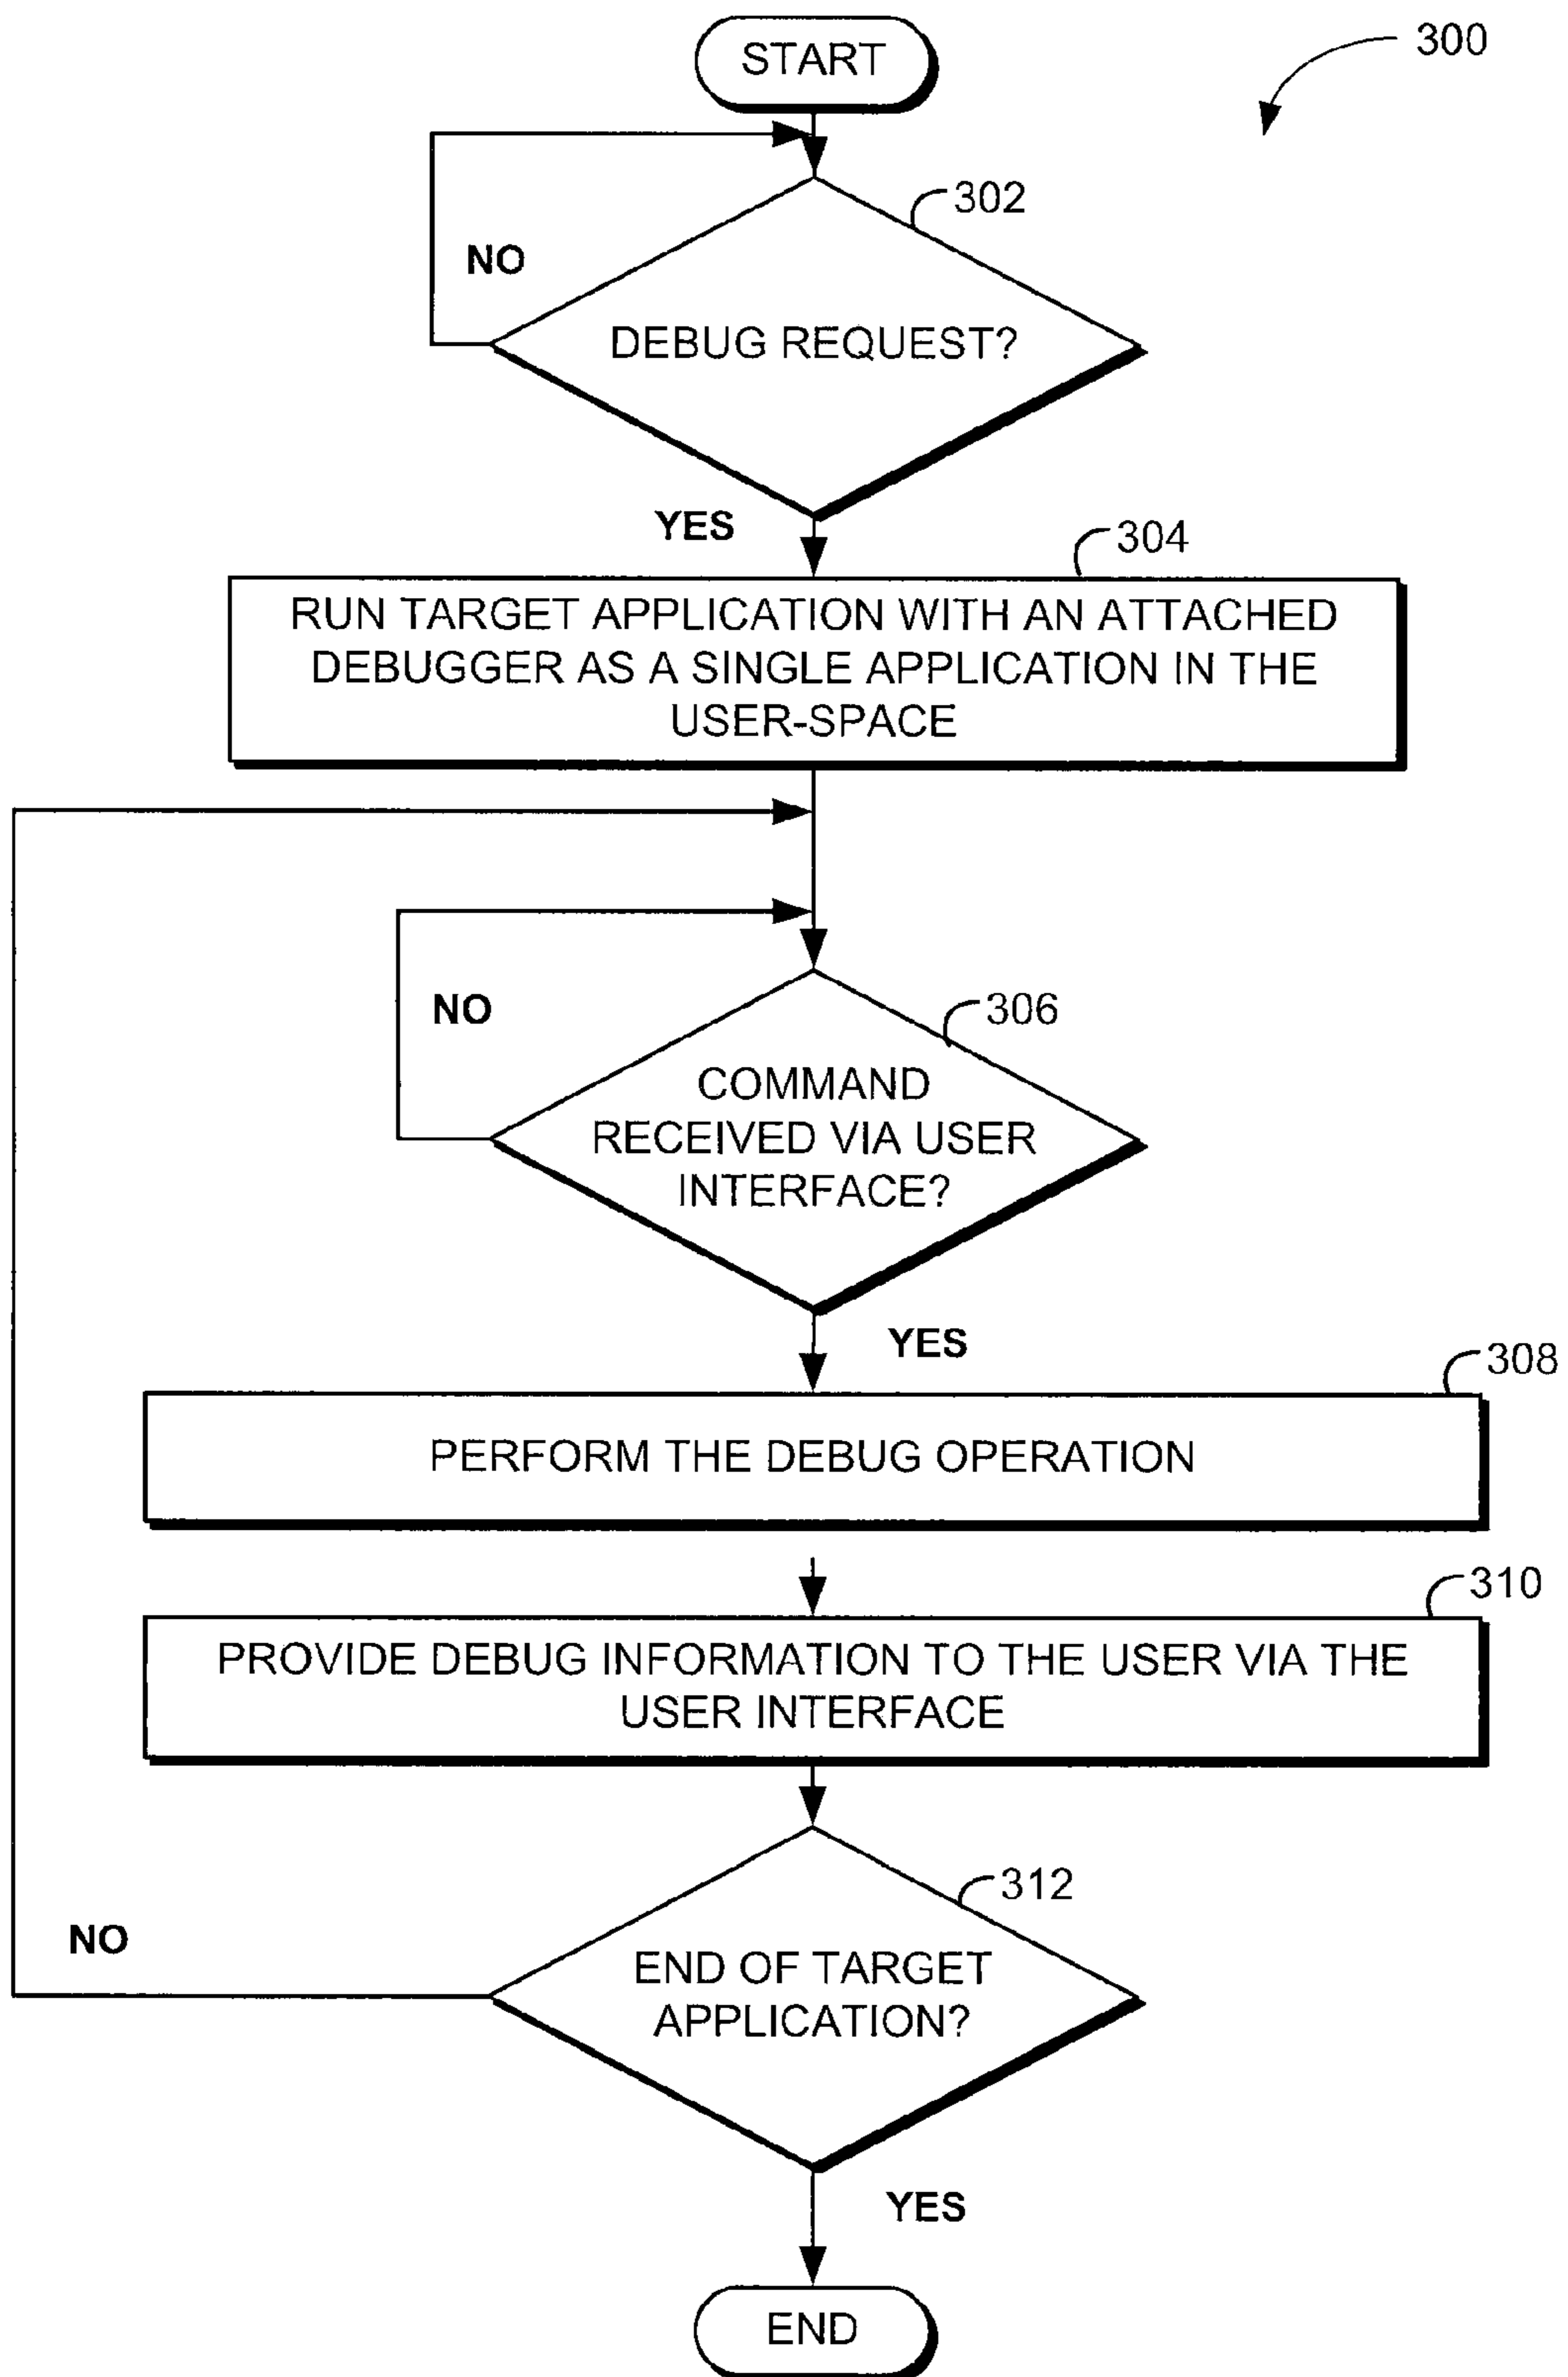 START
300
302
NO
DEBUG REQUEST?
YES
304
RUN TARGET APPLICATION WITH AN ATTACHED
DEBUGGER AS A SINGLE APPLICATION IN THE
USER-SPACE
NO
306
COMMAND
RECEIVED VIA USER
INTERFACE?
YES
308
PERFORM THE DEBUG OPERATION
310
PROVIDE DEBUG INFORMATION TO THE USER VIA THE
USER INTERFACE
312
NO
END OF TARGET
APPLICATION?
YES
END